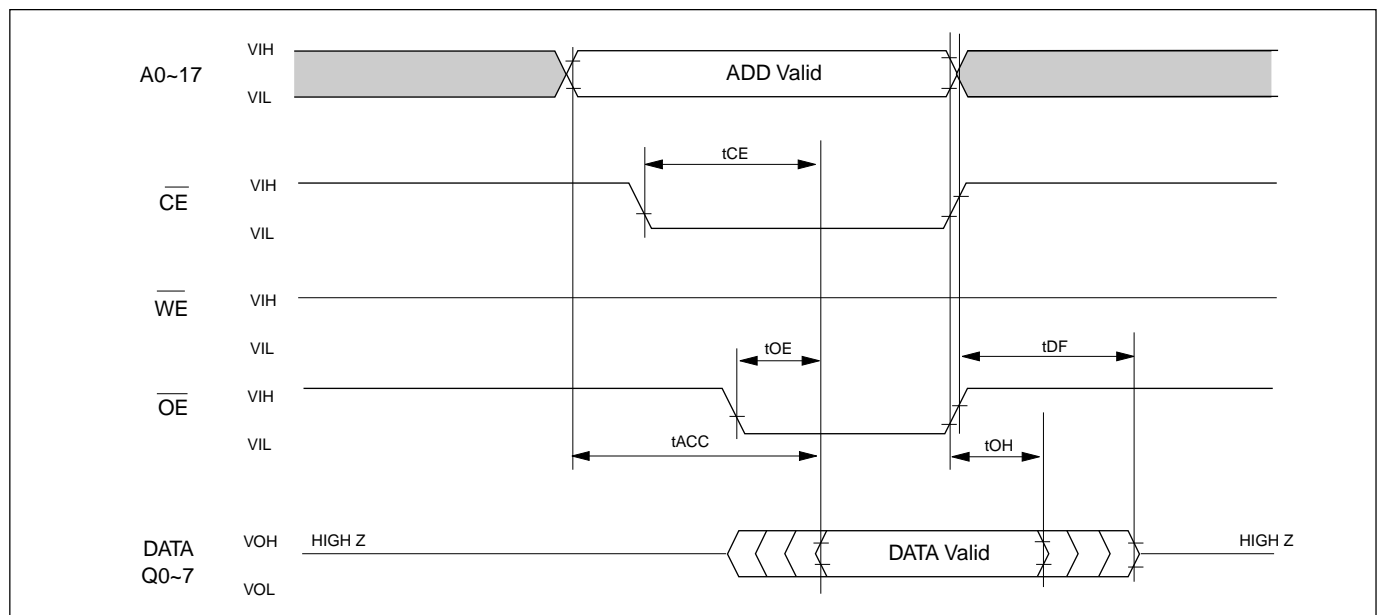 VIH
A0~17
ADD Valid
VIL
tCE
VIH
CE
VIL
WE
VIH
VIL
tOE
tDF
VIH
OE
VIL
tACC
tOH
DATA
VOH
HIGH Z
DATA Valid
HIGH Z
Q0~7
VOL